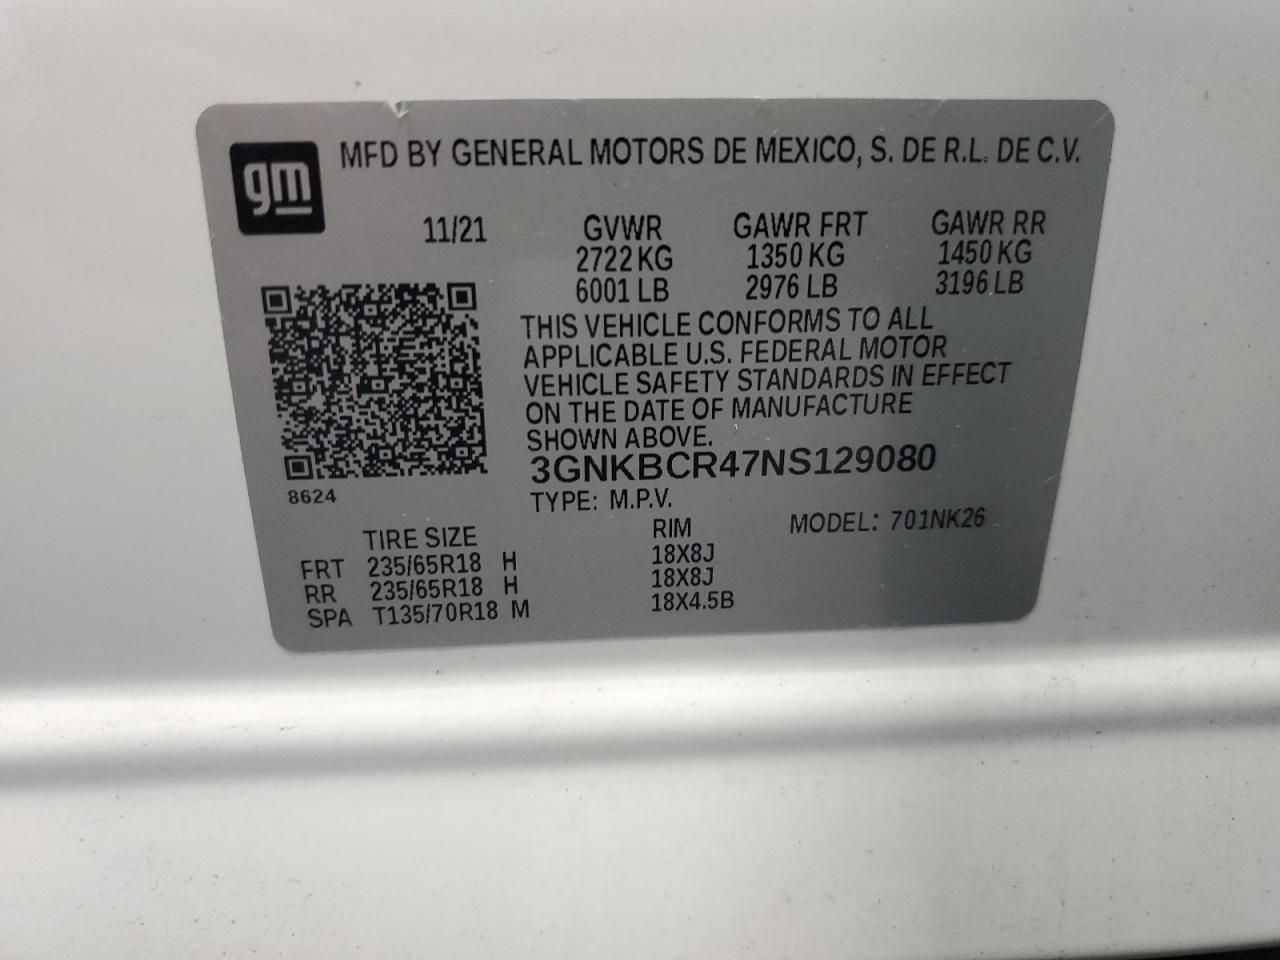 gm
MFD BY GENERAL MOTORS DE MEXICO, S. DE R.L. DE C.V.
11/21
GVWR GAWR FRT GAWR RR
2722 KG 1350 KG 1450 KG
6001 LB 2976 LB 3196 LB
THIS VEHICLE CONFORMS TO ALL
APPLICABLE U.S. FEDERAL MOTOR
VEHICLE SAFETY STANDARDS IN EFFECT
ON THE DATE OF MANUFACTURE
SHOWN ABOVE.
3GNKBCR47NS129080
8624
TYPE: M.P.V.
MODEL: 701NK26
TIRE SIZE RIM
FRT 235/65R18 H 18X8J
RR 235/65R18 H 18X8J
SPA T135/70R18 M 18X4.5B